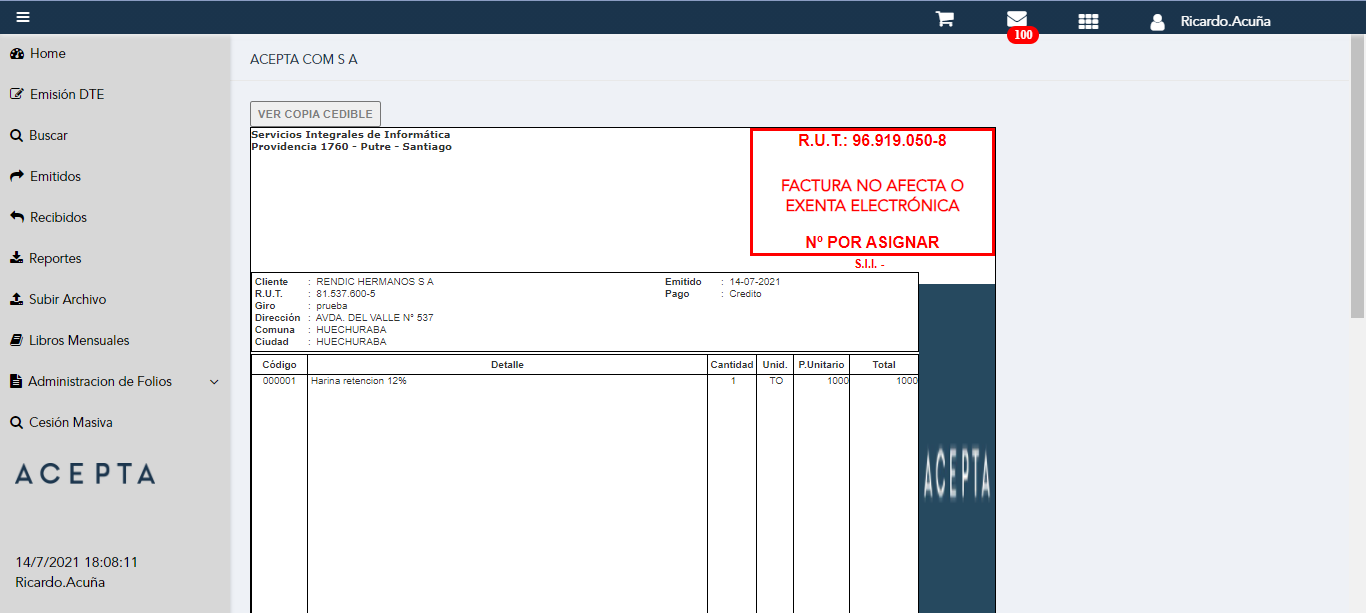 Ricardo.Acuña
100
Home
Emisión DTE
Buscar
Emitidos
Recibidos
Reportes
Subir Archivo
Libros Mensuales
Administracion de Folios
Cesión Masiva
ACEPTA
14/7/2021 18:08:11
Ricardo.Acuña
ACEPTA COM S A
VER COPIA CEDIBLE
Servicios Integrales de Informática
Providencia 1760 - Putre - Santiago
R.U.T.: 96.919.050-8
FACTURA NO AFECTA O
EXENTA ELECTRÓNICA
Nº POR ASIGNAR
S.I.I. -
Cliente : RENDIC HERMANOS S A Emitido : 14-07-2021
R.U.T. : 81.537.600-5 Pago : Credito
Giro : prueba
Dirección : AVDA. DEL VALLE N° 537
Comuna : HUECHURABA
Ciudad : HUECHURABA
Código Detalle Cantidad Unid. P.Unitario Total
000001 Harina retencion 12% 1 TO 1000 1000
ACEPTA